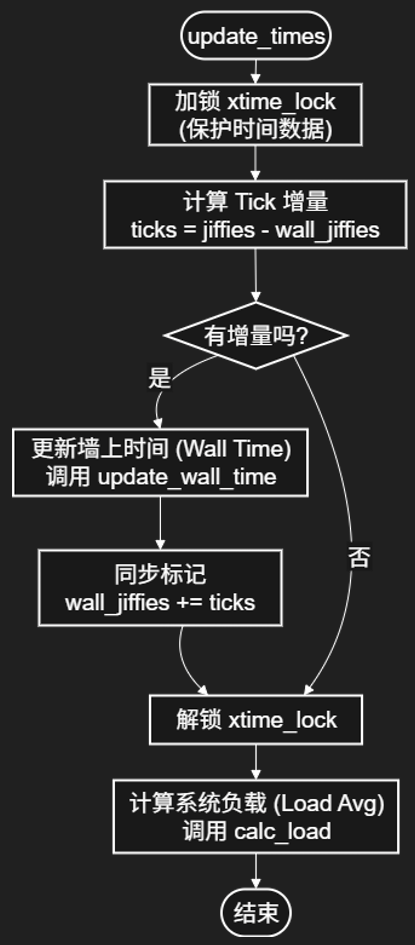 update_times
加锁 xtime_lock
(保护时间数据)
计算 Tick 增量
ticks = jiffies - wall_jiffies
有增量吗?
是
更新墙上时间 (Wall Time)
调用 update_wall_time
同步标记
wall_jiffies += ticks
否
解锁 xtime_lock
计算系统负载 (Load Avg)
调用 calc_load
结束